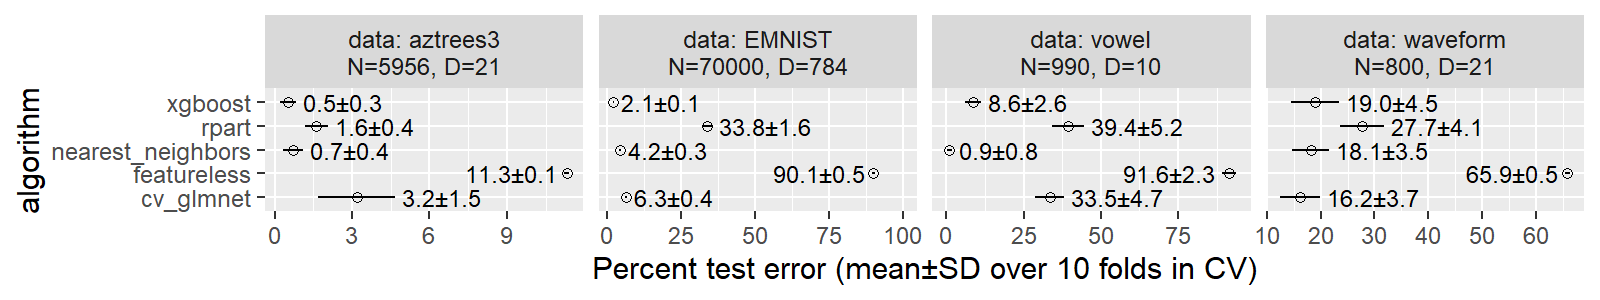 data: aztrees3
N=5956, D=21
data: EMNIST
N=70000, D=784
data: vowel
N=990, D=10
data: waveform
N=800, D=21
algorithm
xgboost
rpart
nearest_neighbors
featureless
cv_glmnet
0.5±0.3
1.6±0.4
0.7±0.4
11.3±0.1
3.2±1.5
2.1±0.1
33.8±1.6
4.2±0.3
90.1±0.5
6.3±0.4
8.6±2.6
39.4±5.2
0.9±0.8
91.6±2.3
33.5±4.7
19.0±4.5
27.7±4.1
18.1±3.5
65.9±0.5
16.2±3.7
0 3 6 9
0 25 50 75 100
0 25 50 75
10 20 30 40 50 60
Percent test error (mean±SD over 10 folds in CV)